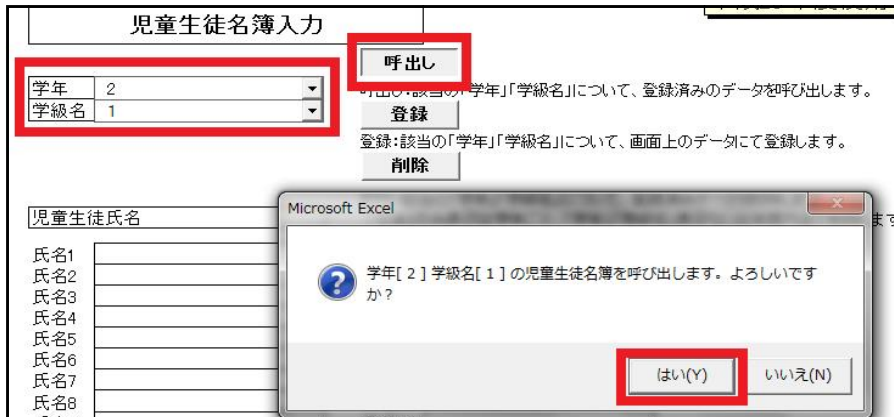 児童生徒名簿入力
呼出し
学年 2
学級名 1
呼出し:該当の「学年」「学級名」について、登録済みのデータを呼び出します。
登録
登録:該当の「学年」「学級名」について、画面上のデータにて登録します。
削除
児童生徒氏名
ます
氏名1
氏名2
氏名3
氏名4
氏名5
氏名6
氏名7
氏名8
Microsoft Excel
学年[ 2 ] 学級名[ 1 ] の児童生徒名簿を呼び出します。よろしいです
か?
はい(Y)
いいえ(N)